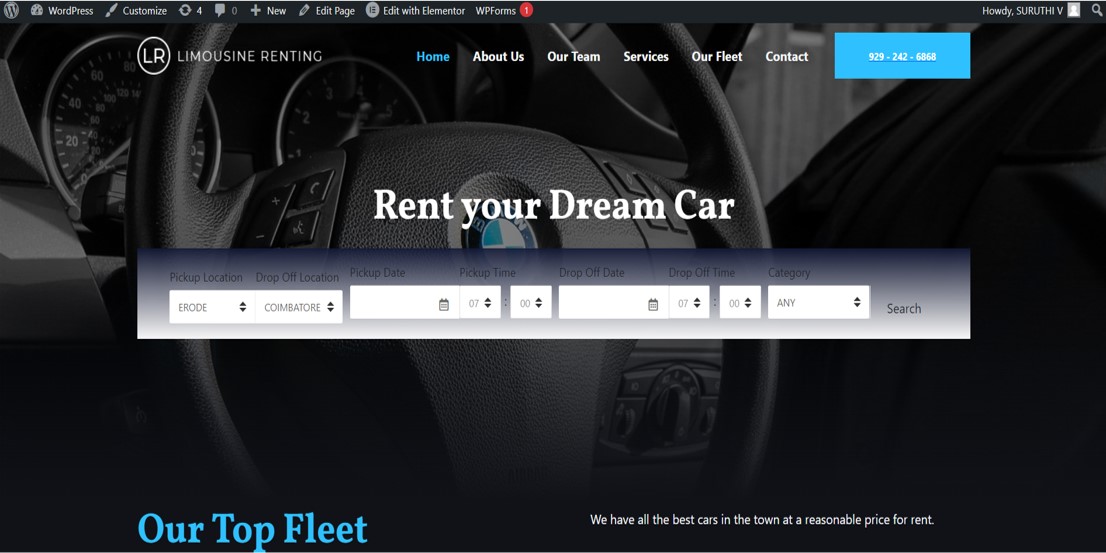 WordPress Customize 4 0 New Edit Page Edit with Elementor WPForms 1 Howdy, SURUTHI V
LR LIMOUSINE RENTING Home About Us Our Team Services Our Fleet Contact 929 - 242 - 6868
Rent your Dream Car
Pickup Location Drop Off Location Pickup Date Pickup Time Drop Off Date Drop Off Time Category
ERODE COIMBATORE 07 : 00 07 : 00 ANY Search
Our Top Fleet We have all the best cars in the town at a reasonable price for rent.